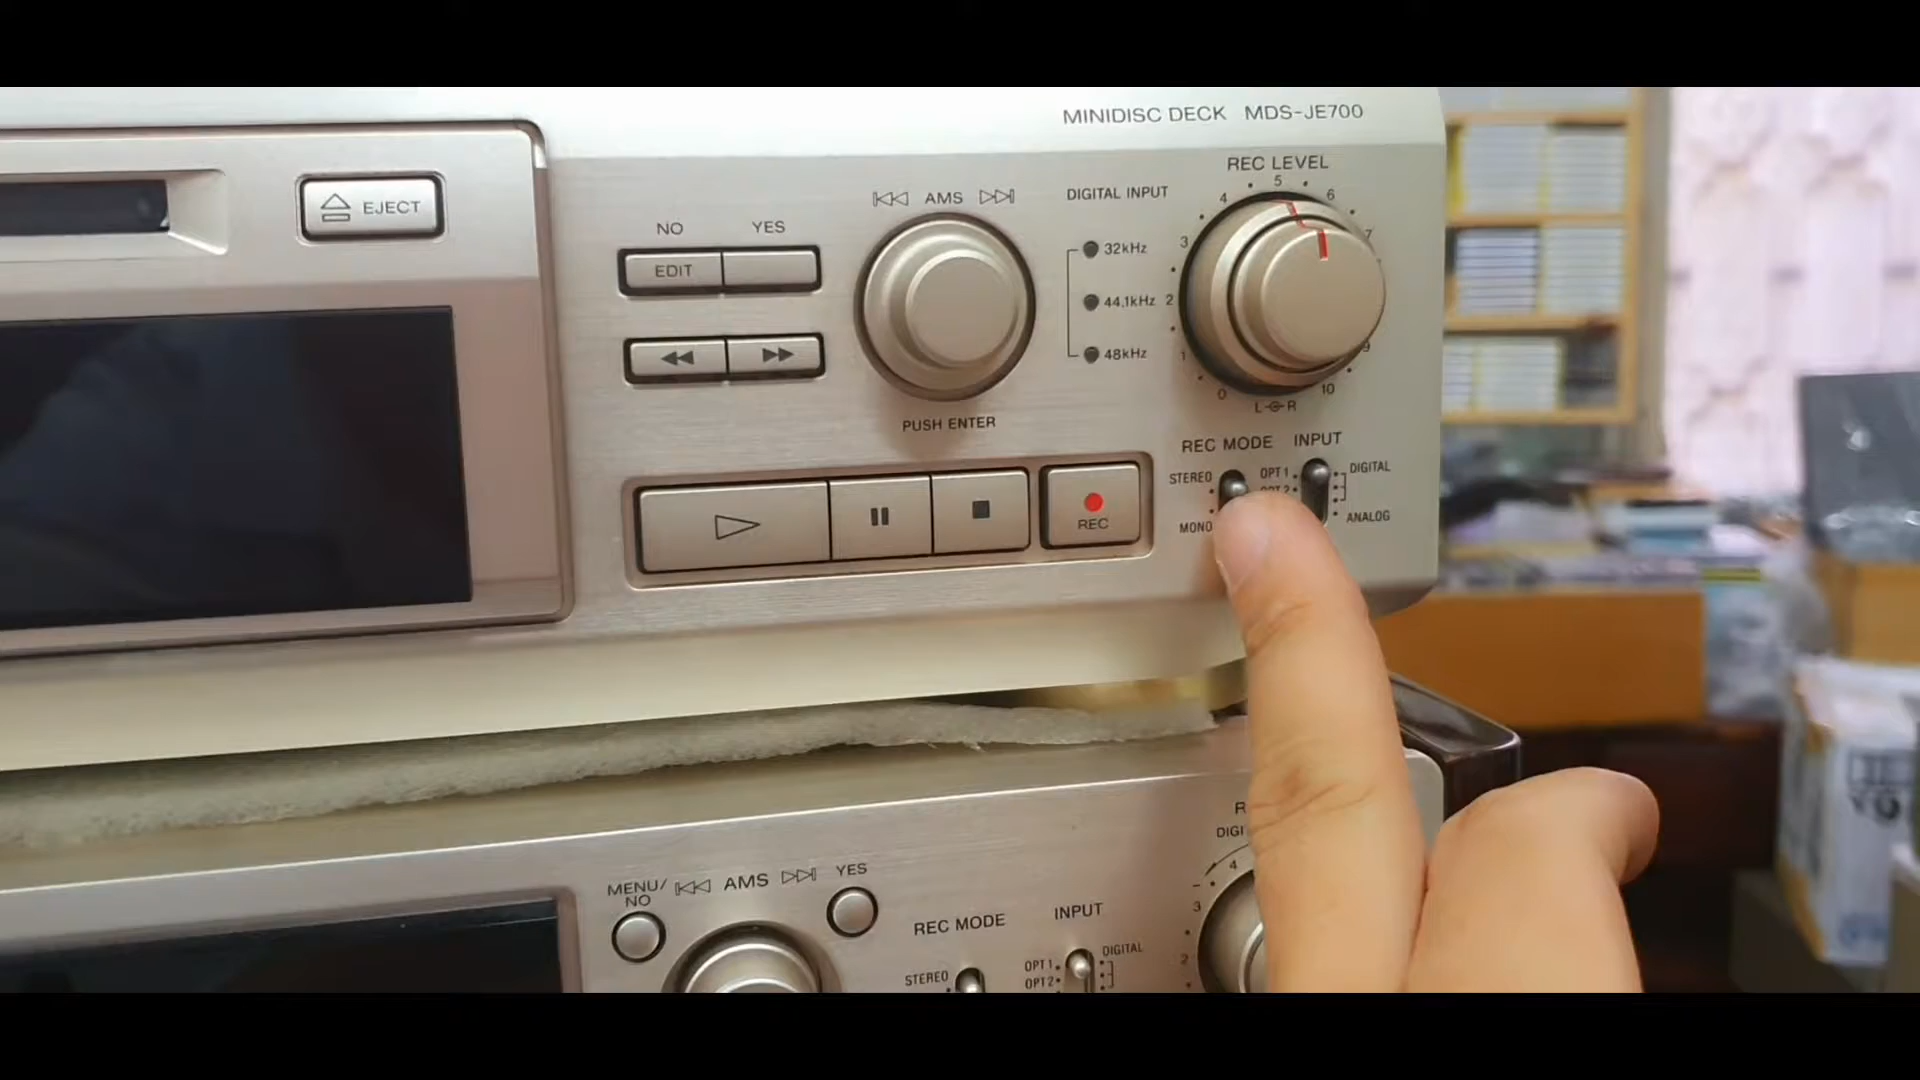 MINIDISC DECK MDS-JE700
REC LEVEL
4 5 6
3 7
2
1 9
0 10
L R
EJECT
NO YES
EDIT
AMS
PUSH ENTER
DIGITAL INPUT
32kHz
44.1kHz
48kHz
REC
REC MODE
STEREO
MONO
INPUT
OPT 1
OPT 2
DIGITAL
ANALOG
MENU/
NO
AMS
YES
REC MODE
STEREO
INPUT
OPT 1
OPT 2
DIGITAL
4
3
2